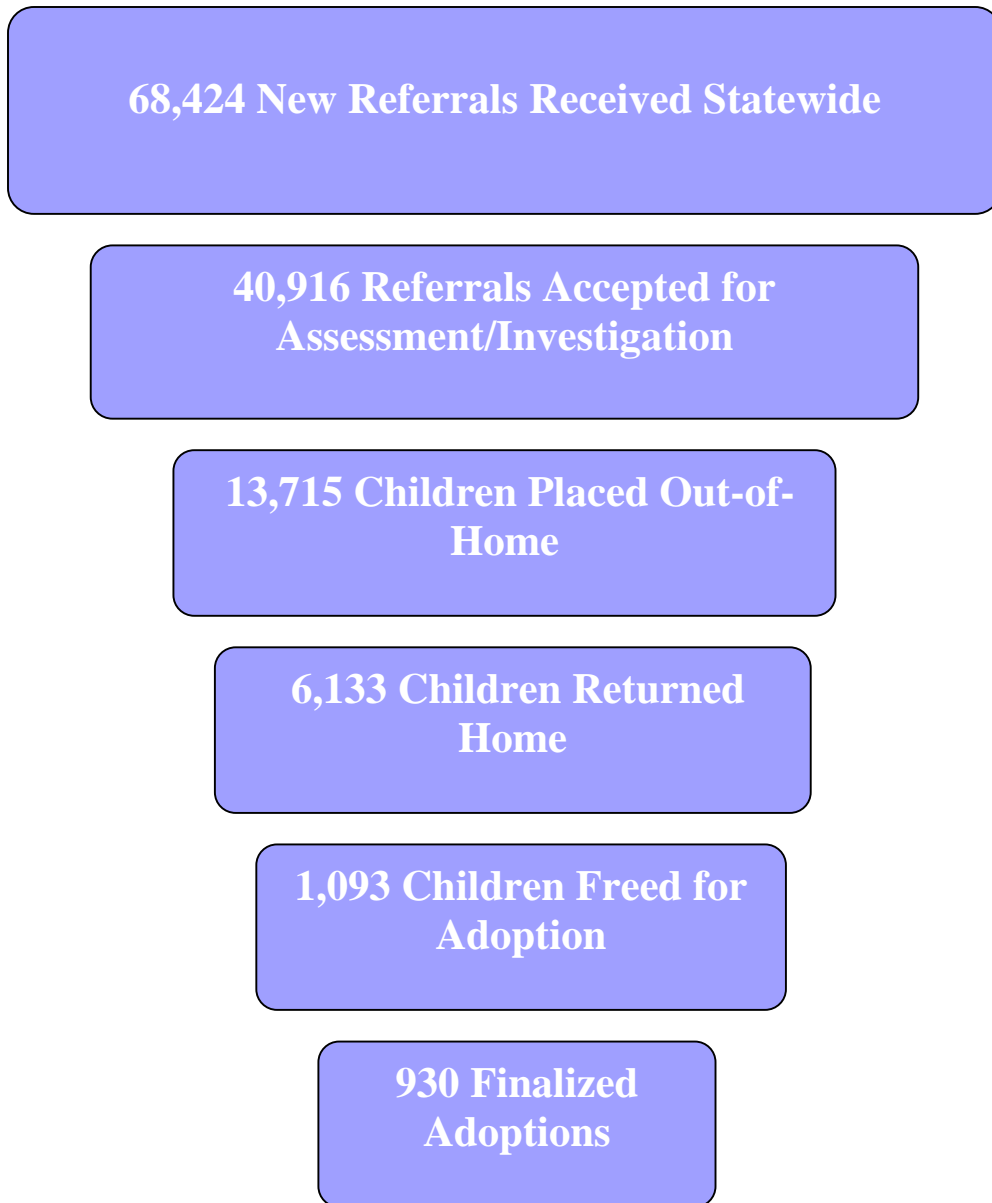 68,424 New Referrals Received Statewide
40,916 Referrals Accepted for
Assessment/Investigation
13,715 Children Placed Out-of-
Home
6,133 Children Returned
Home
1,093 Children Freed for
Adoption
930 Finalized
Adoptions